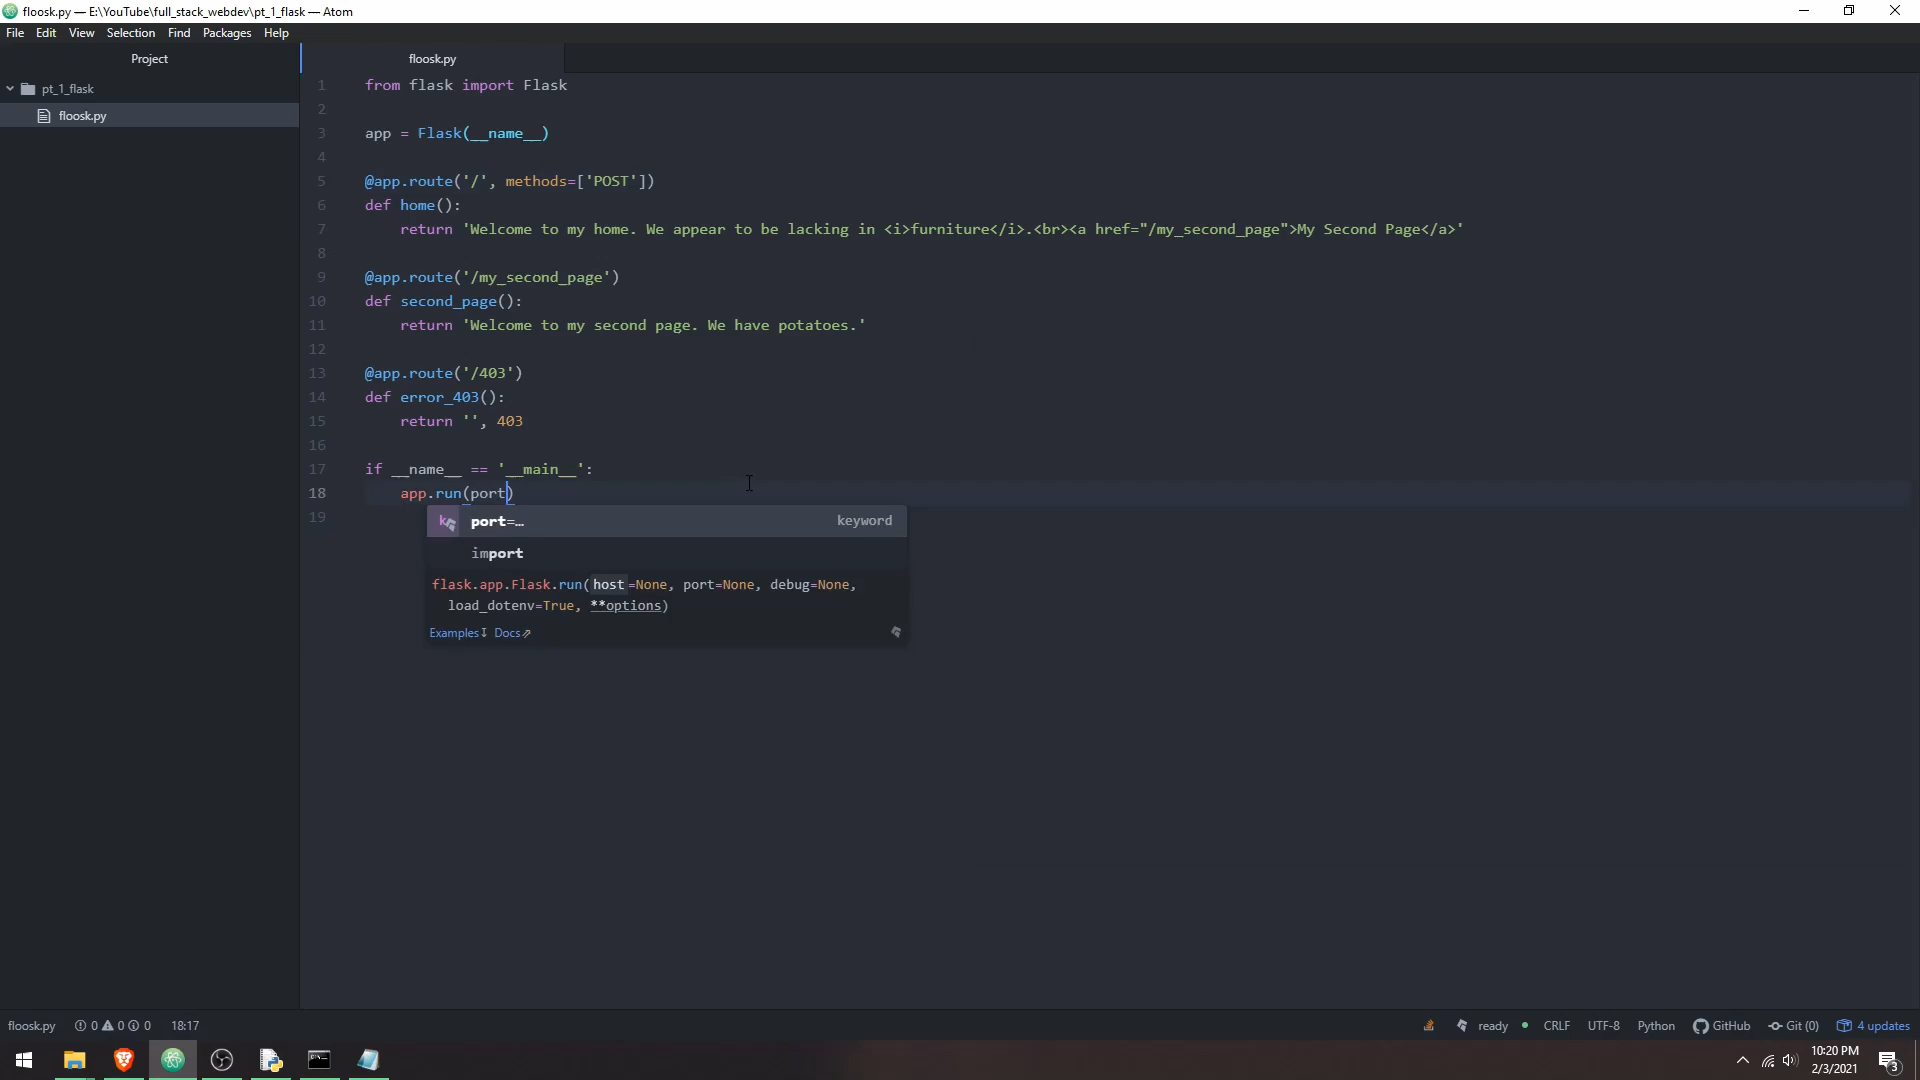 floosk.py — E:\YouTube\full_stack_webdev\pt_1_flask — Atom
File Edit View Selection Find Packages Help
Project
floosk.py
pt_1_flask
floosk.py
1 from flask import Flask
2
3 app = Flask(__name__)
4
5 @app.route('/', methods=['POST'])
6 def home():
7 return 'Welcome to my home. We appear to be lacking in <i>furniture</i>.<br><a href="/my_second_page">My Second Page</a>'
8
9 @app.route('/my_second_page')
10 def second_page():
11 return 'Welcome to my second page. We have potatoes.'
12
13 @app.route('/403')
14 def error_403():
15 return '', 403
16
17 if __name__ == '__main__':
18 app.run(port)
19
port=… keyword
import
flask.app.Flask.run(host=None, port=None, debug=None,
load_dotenv=True, **options)
Examples Docs
floosk.py 0 0 0 18:17 ready CRLF UTF-8 Python GitHub Git (0) 4 updates
10:20 PM
2/3/2021
3